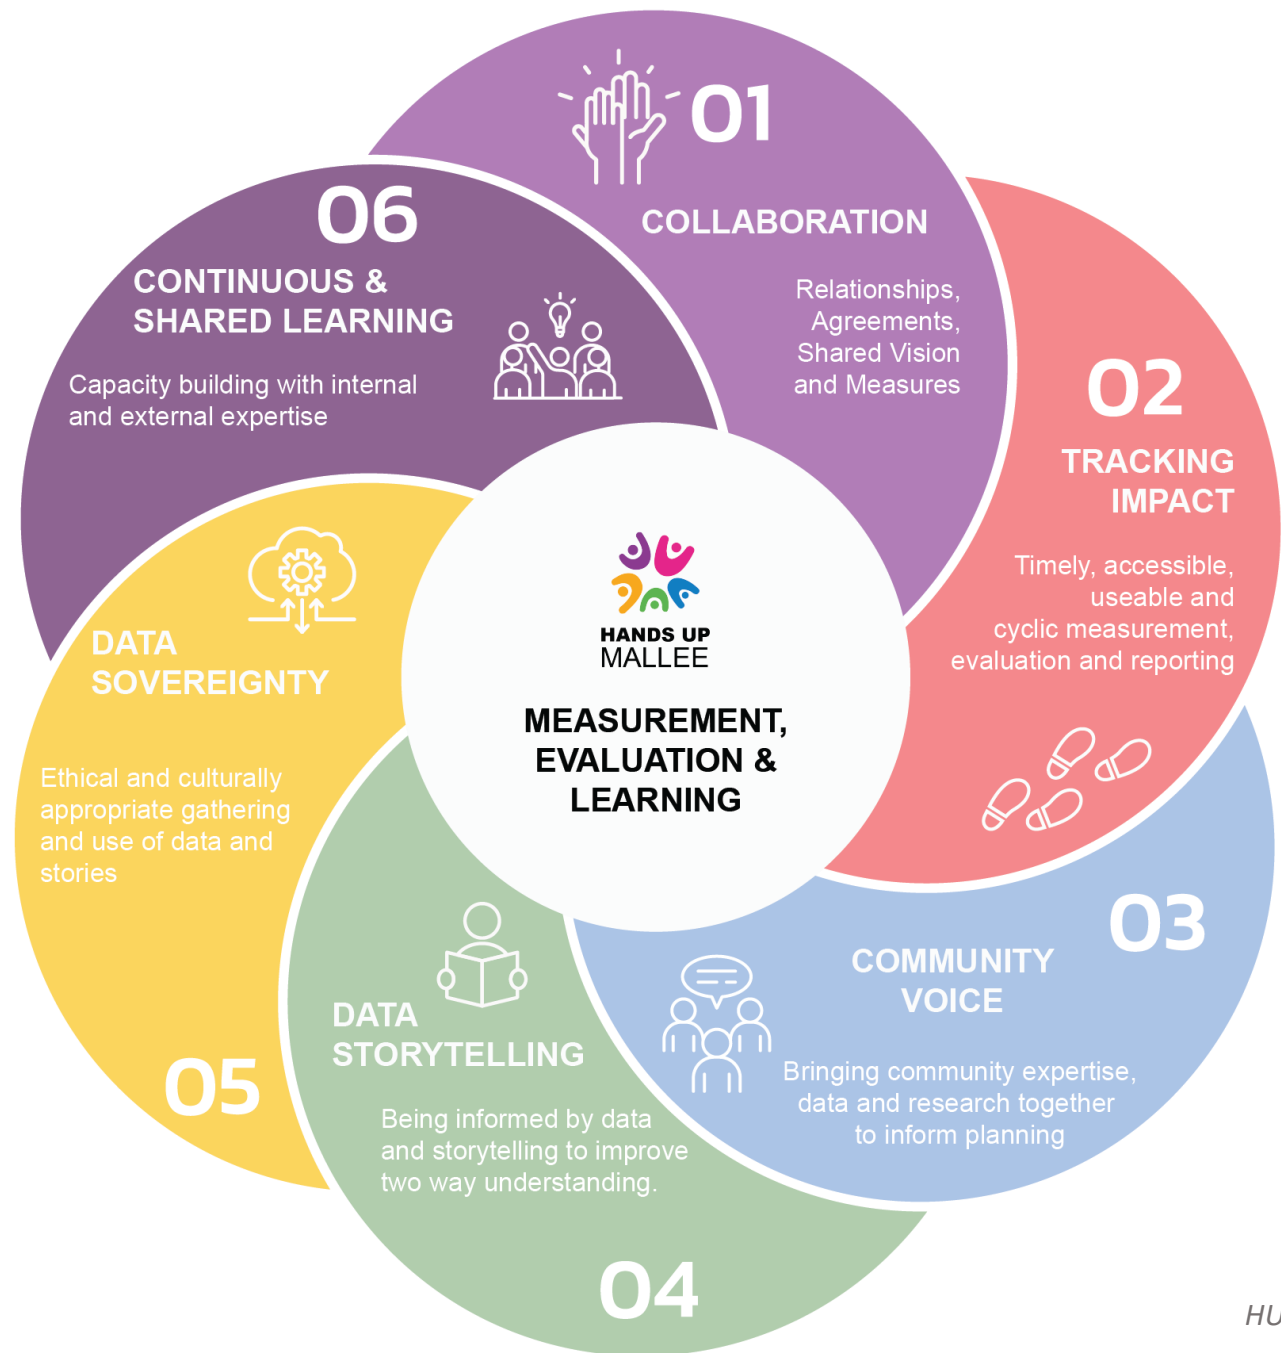 01
COLLABORATION
Relationships,
Agreements,
Shared Vision
and Measures
02
TRACKING
IMPACT
Timely, accessible,
useable and
cyclic measurement,
evaluation and reporting
03
COMMUNITY
VOICE
Bringing community expertise,
data and research together
to inform planning
DATA
STORYTELLING
Being informed by data
and storytelling to improve
two way understanding.
04
DATA
SOVEREIGNTY
Ethical and culturally
appropriate gathering
and use of data and
stories
05
06
CONTINUOUS &
SHARED LEARNING
Capacity building with internal
and external expertise
HANDS UP
MALLEE
MEASUREMENT,
EVALUATION &
LEARNING
HU